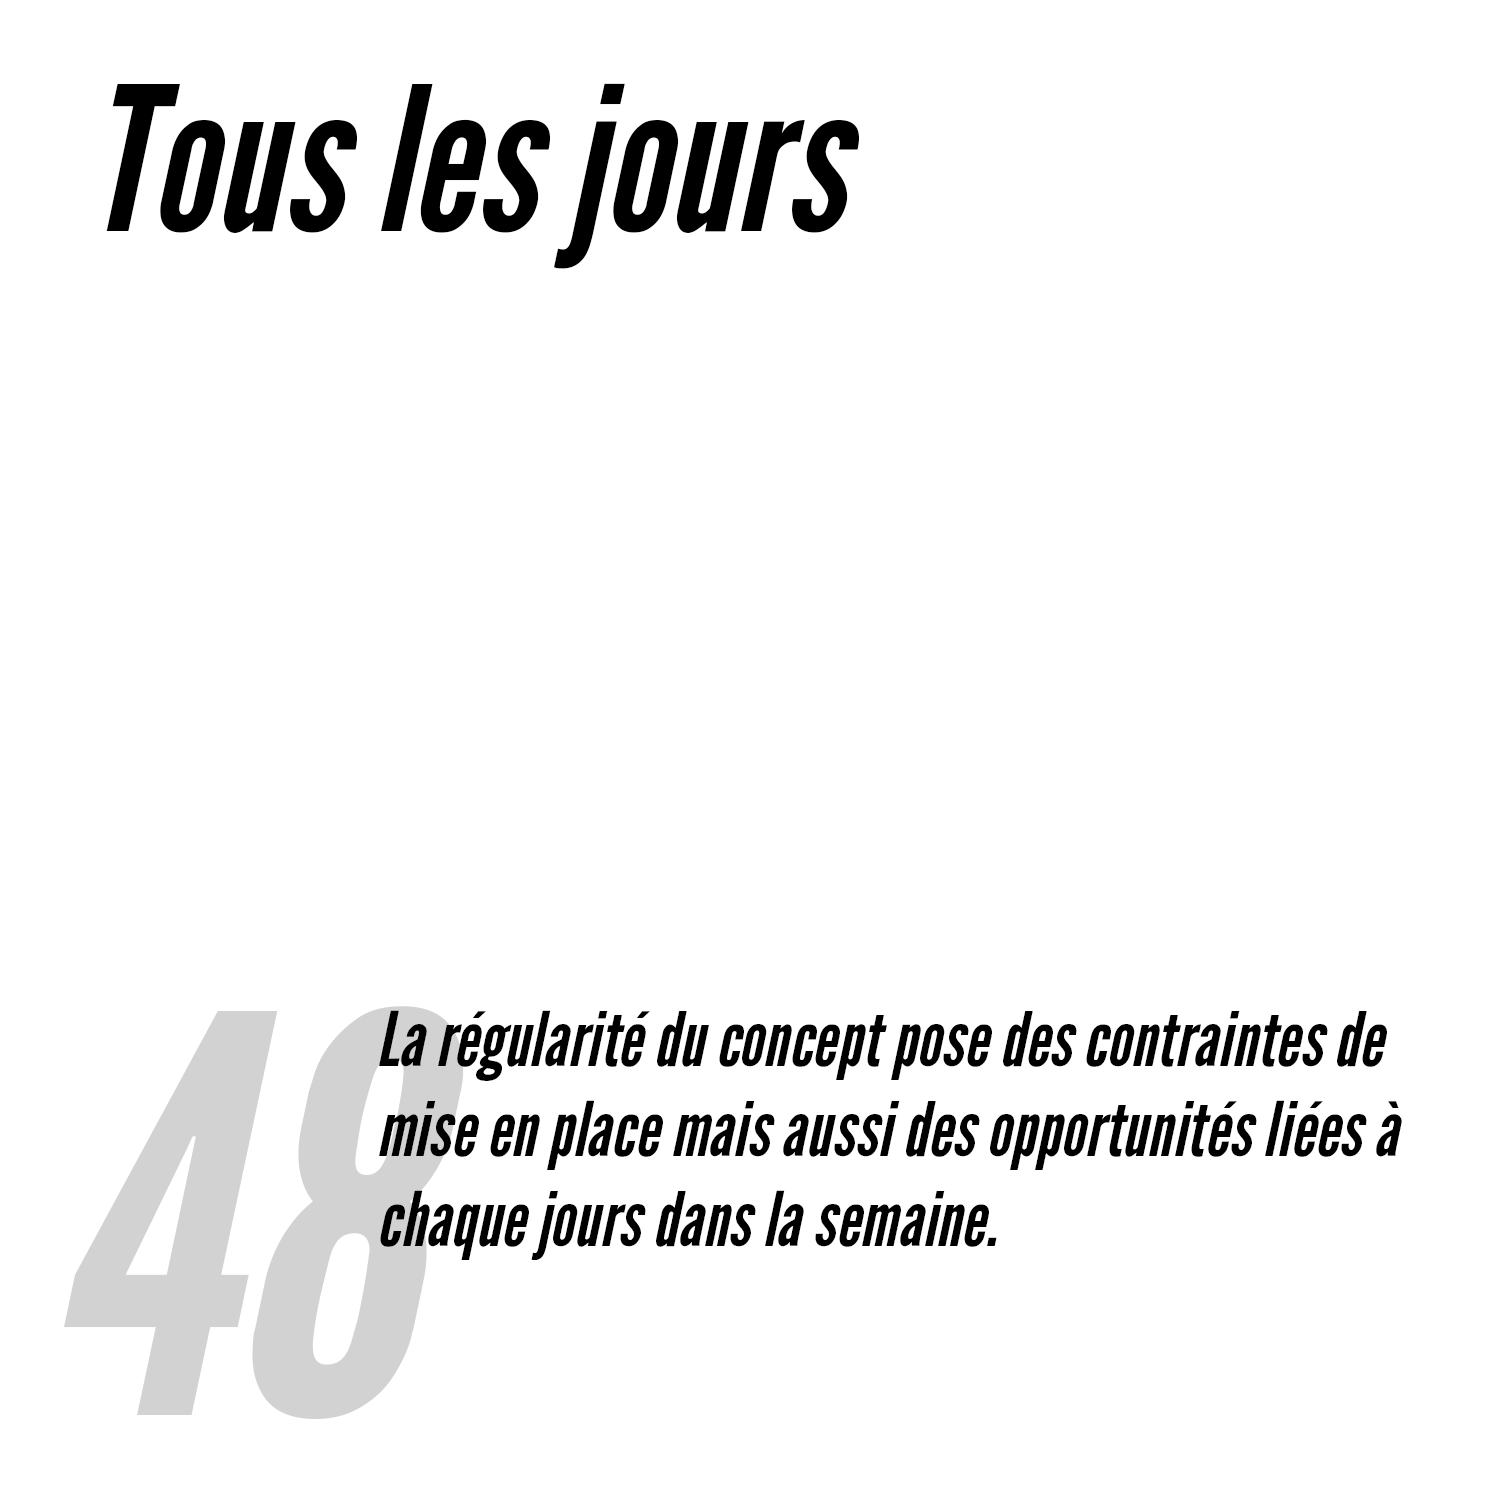 Tous les jours
48
La régularité du concept pose des contraintes de
mise en place mais aussi des opportunités liées à
chaque jours dans la semaine.